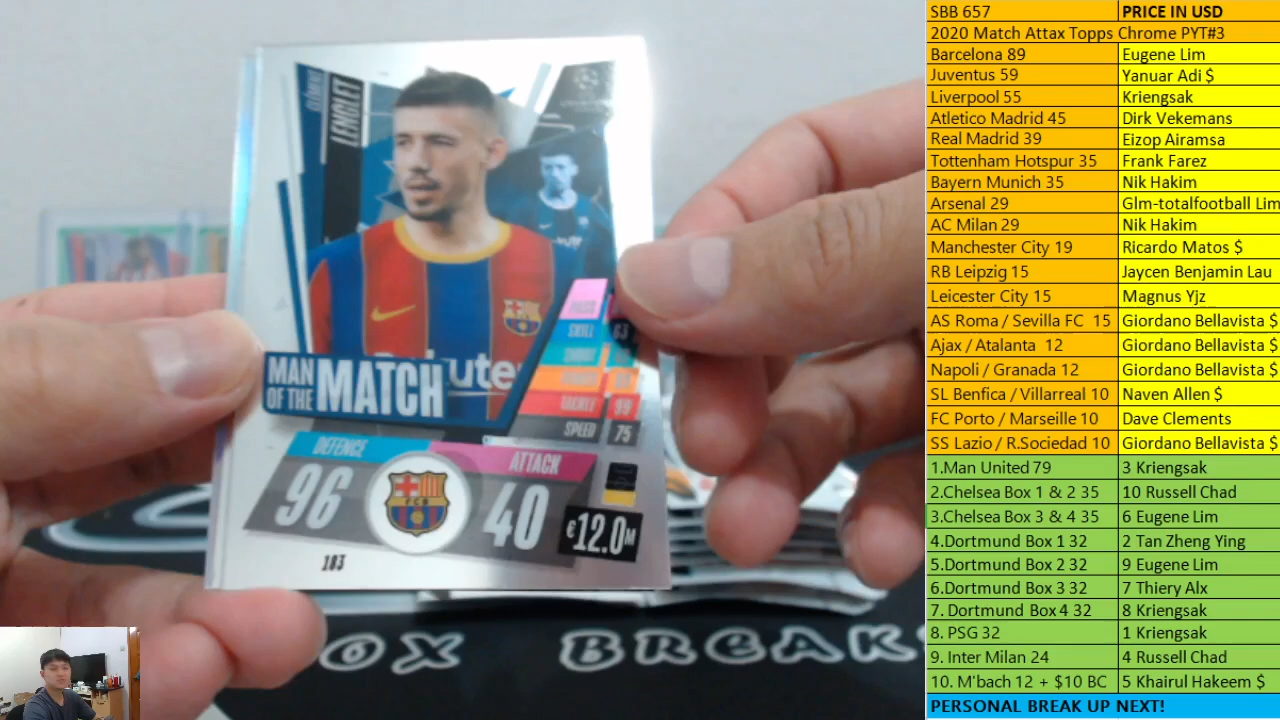 CLÉMENT
LENGLET
MAN
OF THE MATCH
SKILL 63
TACKLE 99
SPEED 75
DEFENCE
96
FCB
ATTACK
40
€12.0M
103
BOX BREAKS
SBB 657 PRICE IN USD
2020 Match Attax Topps Chrome PYT#3
Barcelona 89 Eugene Lim
Juventus 59 Yanuar Adi $
Liverpool 55 Kriengsak
Atletico Madrid 45 Dirk Vekemans
Real Madrid 39 Eizop Airamsa
Tottenham Hotspur 35 Frank Farez
Bayern Munich 35 Nik Hakim
Arsenal 29 Glm-totalfootball Lim
AC Milan 29 Nik Hakim
Manchester City 19 Ricardo Matos $
RB Leipzig 15 Jaycen Benjamin Lau
Leicester City 15 Magnus Yjz
AS Roma / Sevilla FC 15 Giordano Bellavista $
Ajax / Atalanta 12 Giordano Bellavista $
Napoli / Granada 12 Giordano Bellavista $
SL Benfica / Villarreal 10 Naven Allen $
FC Porto / Marseille 10 Dave Clements
SS Lazio / R.Sociedad 10 Giordano Bellavista $
1.Man United 79 3 Kriengsak
2.Chelsea Box 1 & 2 35 10 Russell Chad
3.Chelsea Box 3 & 4 35 6 Eugene Lim
4.Dortmund Box 1 32 2 Tan Zheng Ying
5.Dortmund Box 2 32 9 Eugene Lim
6.Dortmund Box 3 32 7 Thiery Alx
7. Dortmund Box 4 32 8 Kriengsak
8. PSG 32 1 Kriengsak
9. Inter Milan 24 4 Russell Chad
10. M'bach 12 + $10 BC 5 Khairul Hakeem $
PERSONAL BREAK UP NEXT!